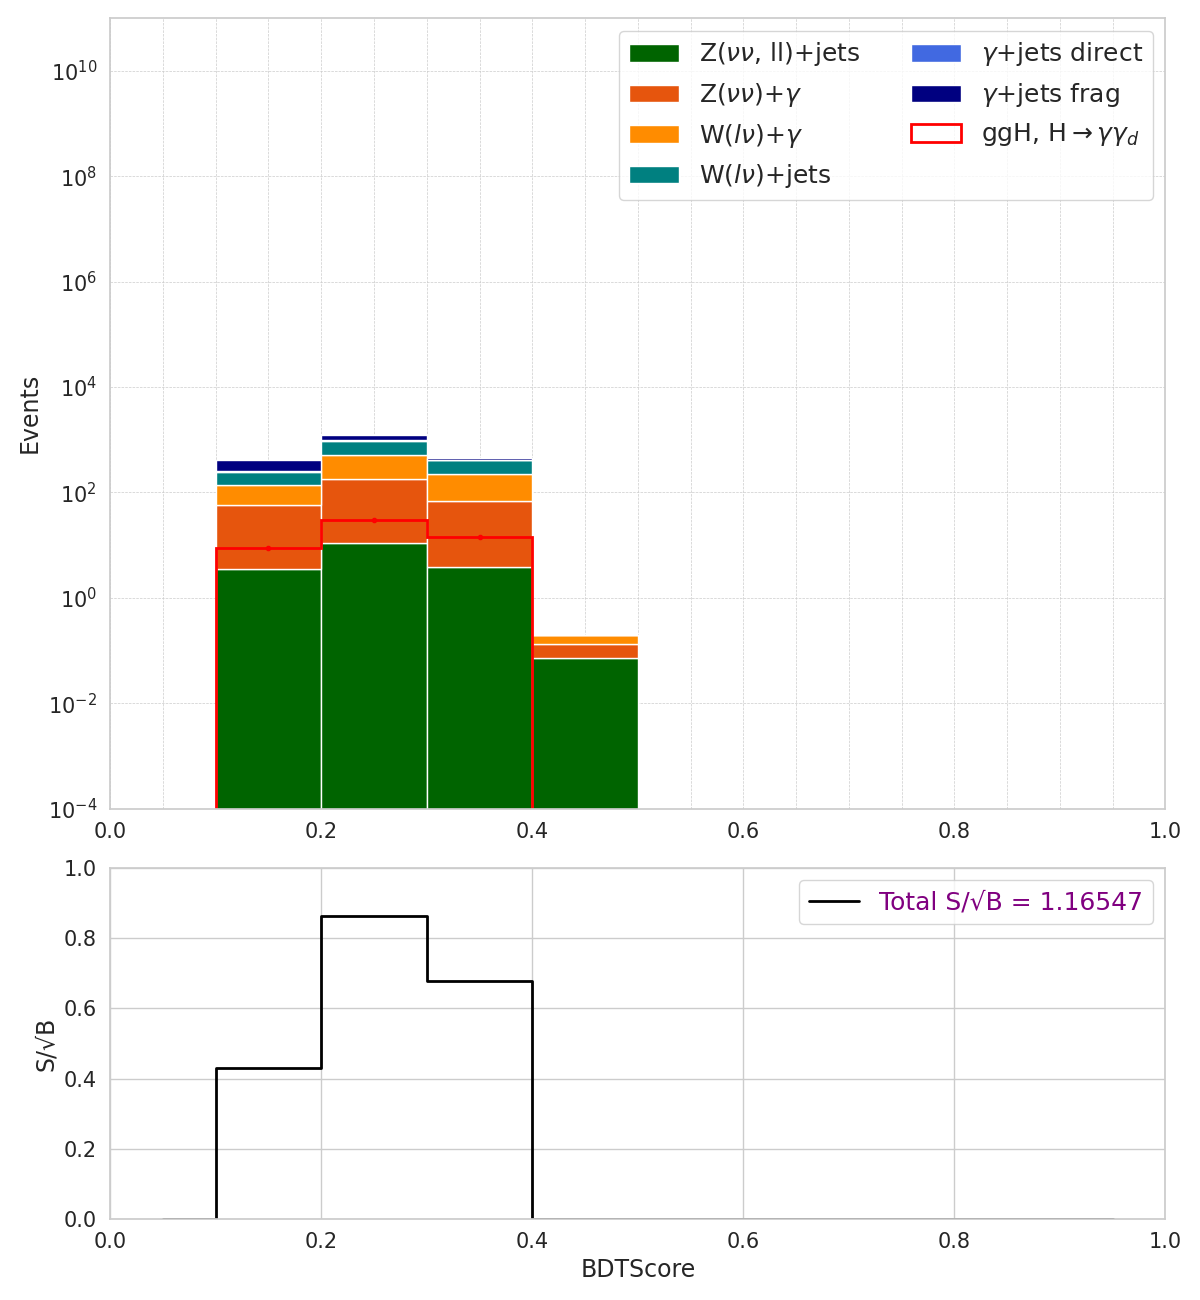 Z(νν, ll)+jets
Z(νν)+γ
W(lν)+γ
W(lν)+jets
γ+jets direct
γ+jets frag
ggH, H→γγ_d
Events
10^10
10^8
10^6
10^4
10^2
10^0
10^−2
10^−4
0.0 0.2 0.4 0.6 0.8 1.0
Total S/√B = 1.16547
S/√B
1.0
0.8
0.6
0.4
0.2
0.0
0.0 0.2 0.4 0.6 0.8 1.0
BDTScore